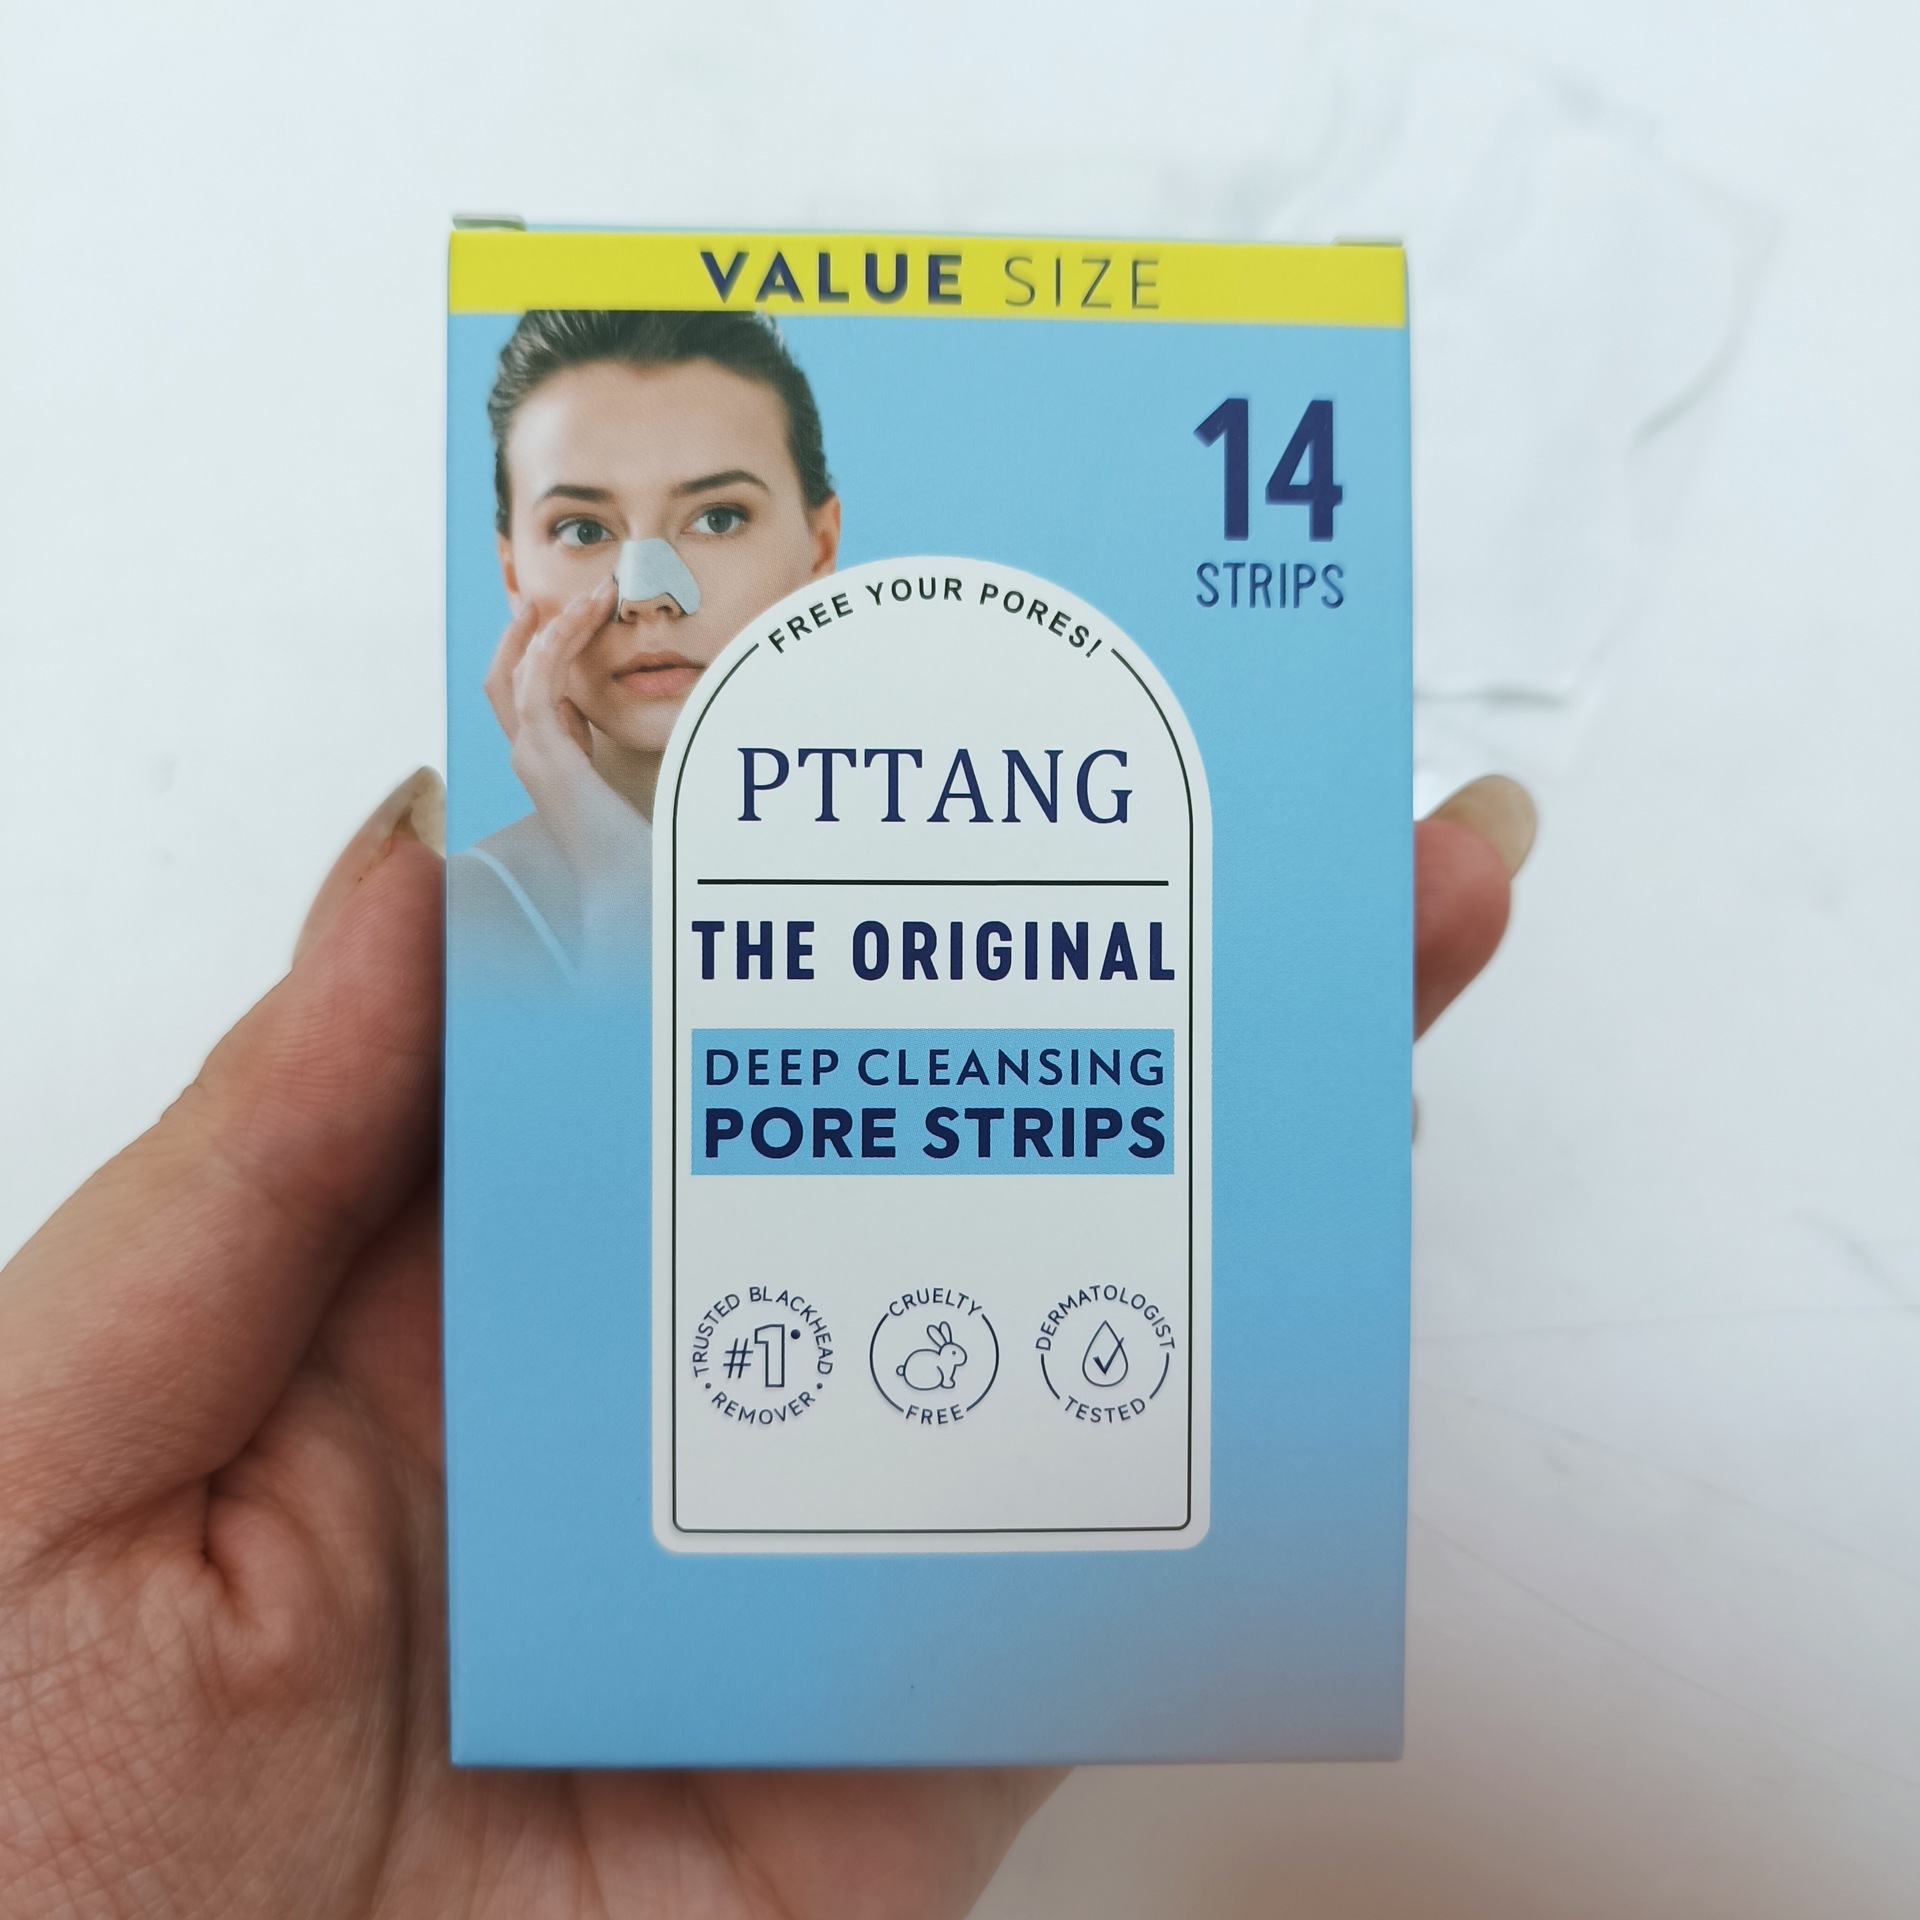 VALUE SIZE
14
STRIPS
FREE YOUR PORES!
PTTANG
THE ORIGINAL
DEEP CLEANSING
PORE STRIPS
TRUSTED BLACKHEAD
#1
REMOVER
CRUELTY
FREE
DERMATOLOGIST
TESTED